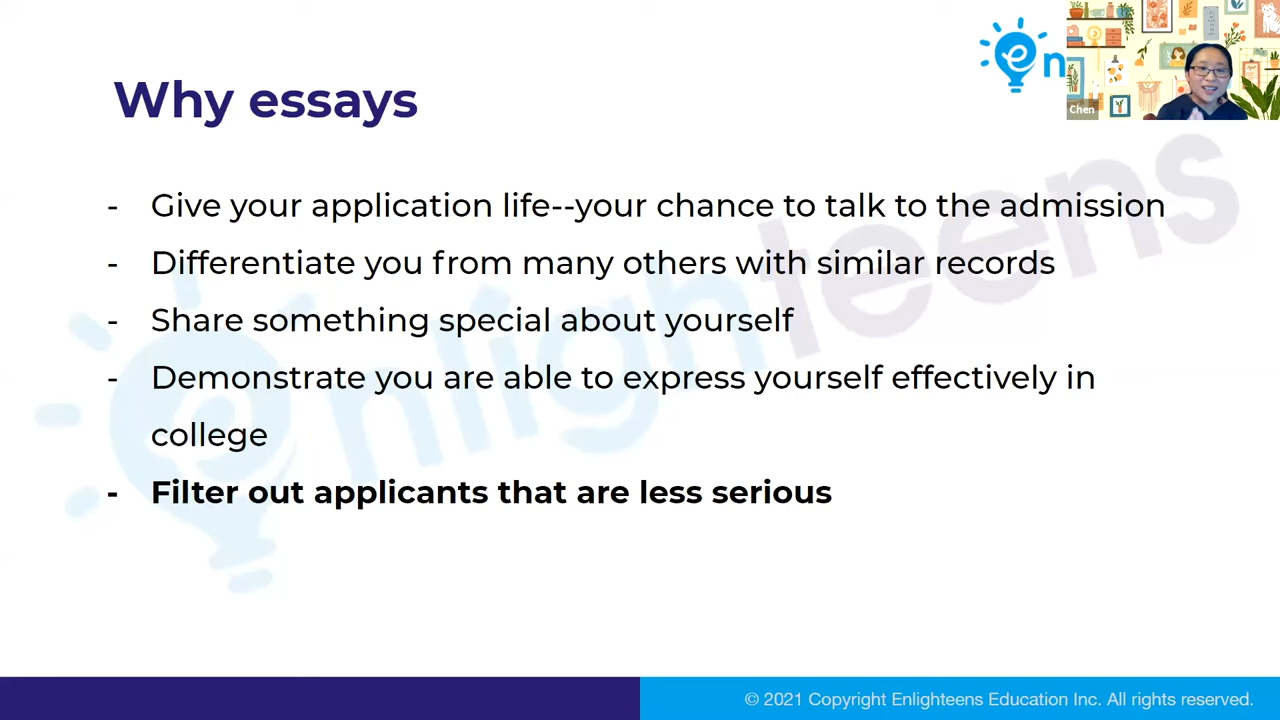 en
Chen
Why essays
- Give your application life--your chance to talk to the admission
- Differentiate you from many others with similar records
- Share something special about yourself
- Demonstrate you are able to express yourself effectively in
college
- Filter out applicants that are less serious
enlighteens
© 2021 Copyright Enlighteens Education Inc. All rights reserved.